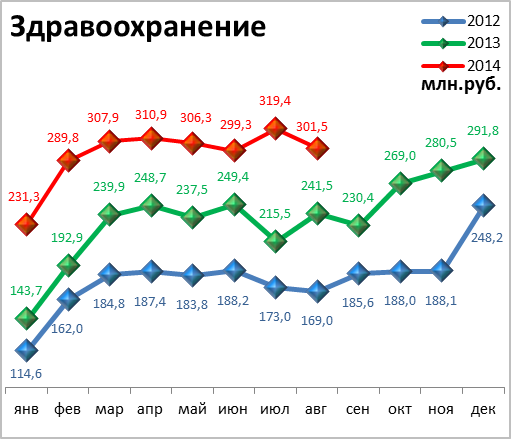 Здравоохранение
2012
2013
2014
млн.руб.
319,4
307,9 310,9 306,3 299,3 301,5
289,8 291,8
280,5
269,0
231,3 239,9 248,7 237,5 249,4 241,5 230,4
215,5
192,9 248,2
143,7
184,8 187,4 183,8 188,2 185,6 188,0 188,1
162,0 173,0 169,0
114,6
янв фев мар апр май июн июл авг сен окт ноя дек